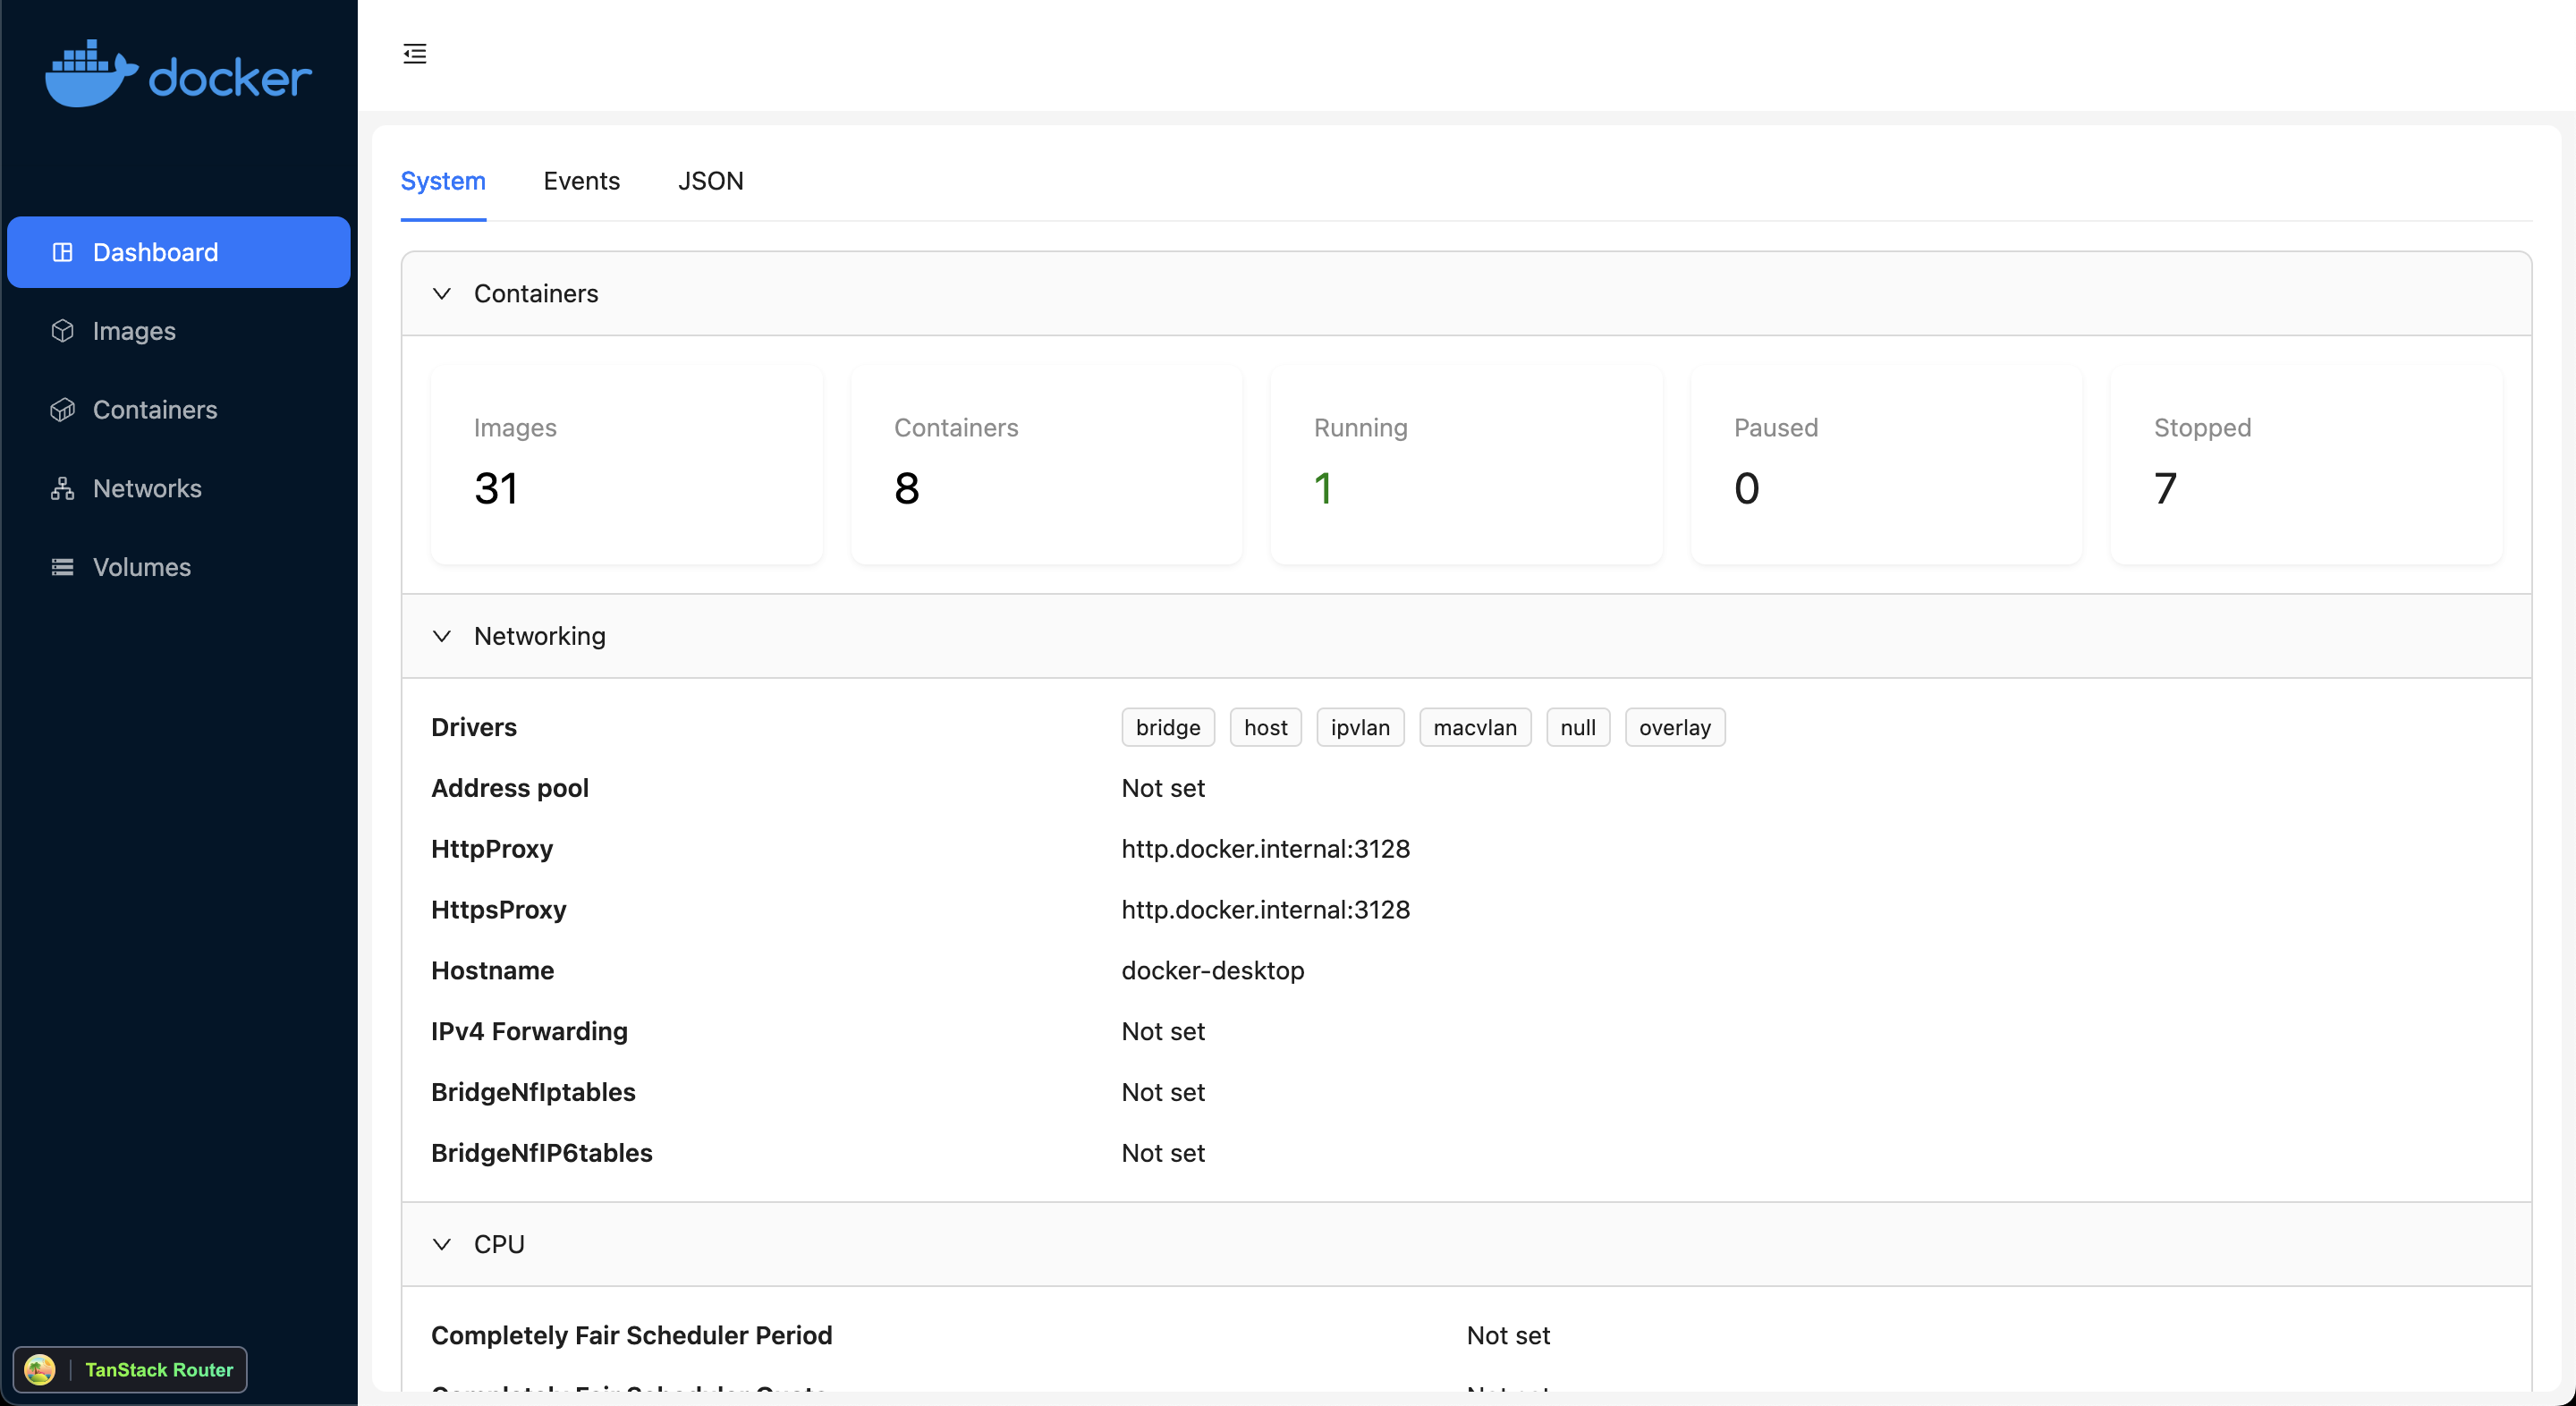 docker
Dashboard
Images
Containers
Networks
Volumes
TanStack Router
System Events JSON
Containers
Images Containers Running Paused Stopped
31 8 1 0 7
Networking
Drivers bridge host ipvlan macvlan null overlay
Address pool Not set
HttpProxy http.docker.internal:3128
HttpsProxy http.docker.internal:3128
Hostname docker-desktop
IPv4 Forwarding Not set
BridgeNfIptables Not set
BridgeNfIP6tables Not set
CPU
Completely Fair Scheduler Period Not set